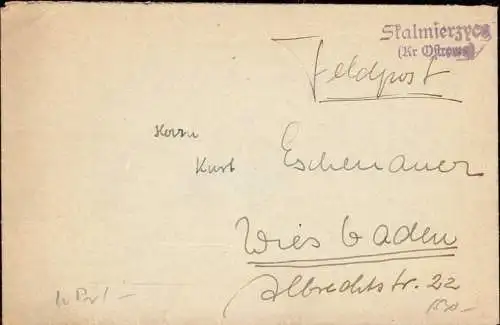 Skalmierzyce
(Kr Ostrowo)
Feldpost
Herrn
Kurt Eschenauer
Wiesbaden
Albrechtstr. 22